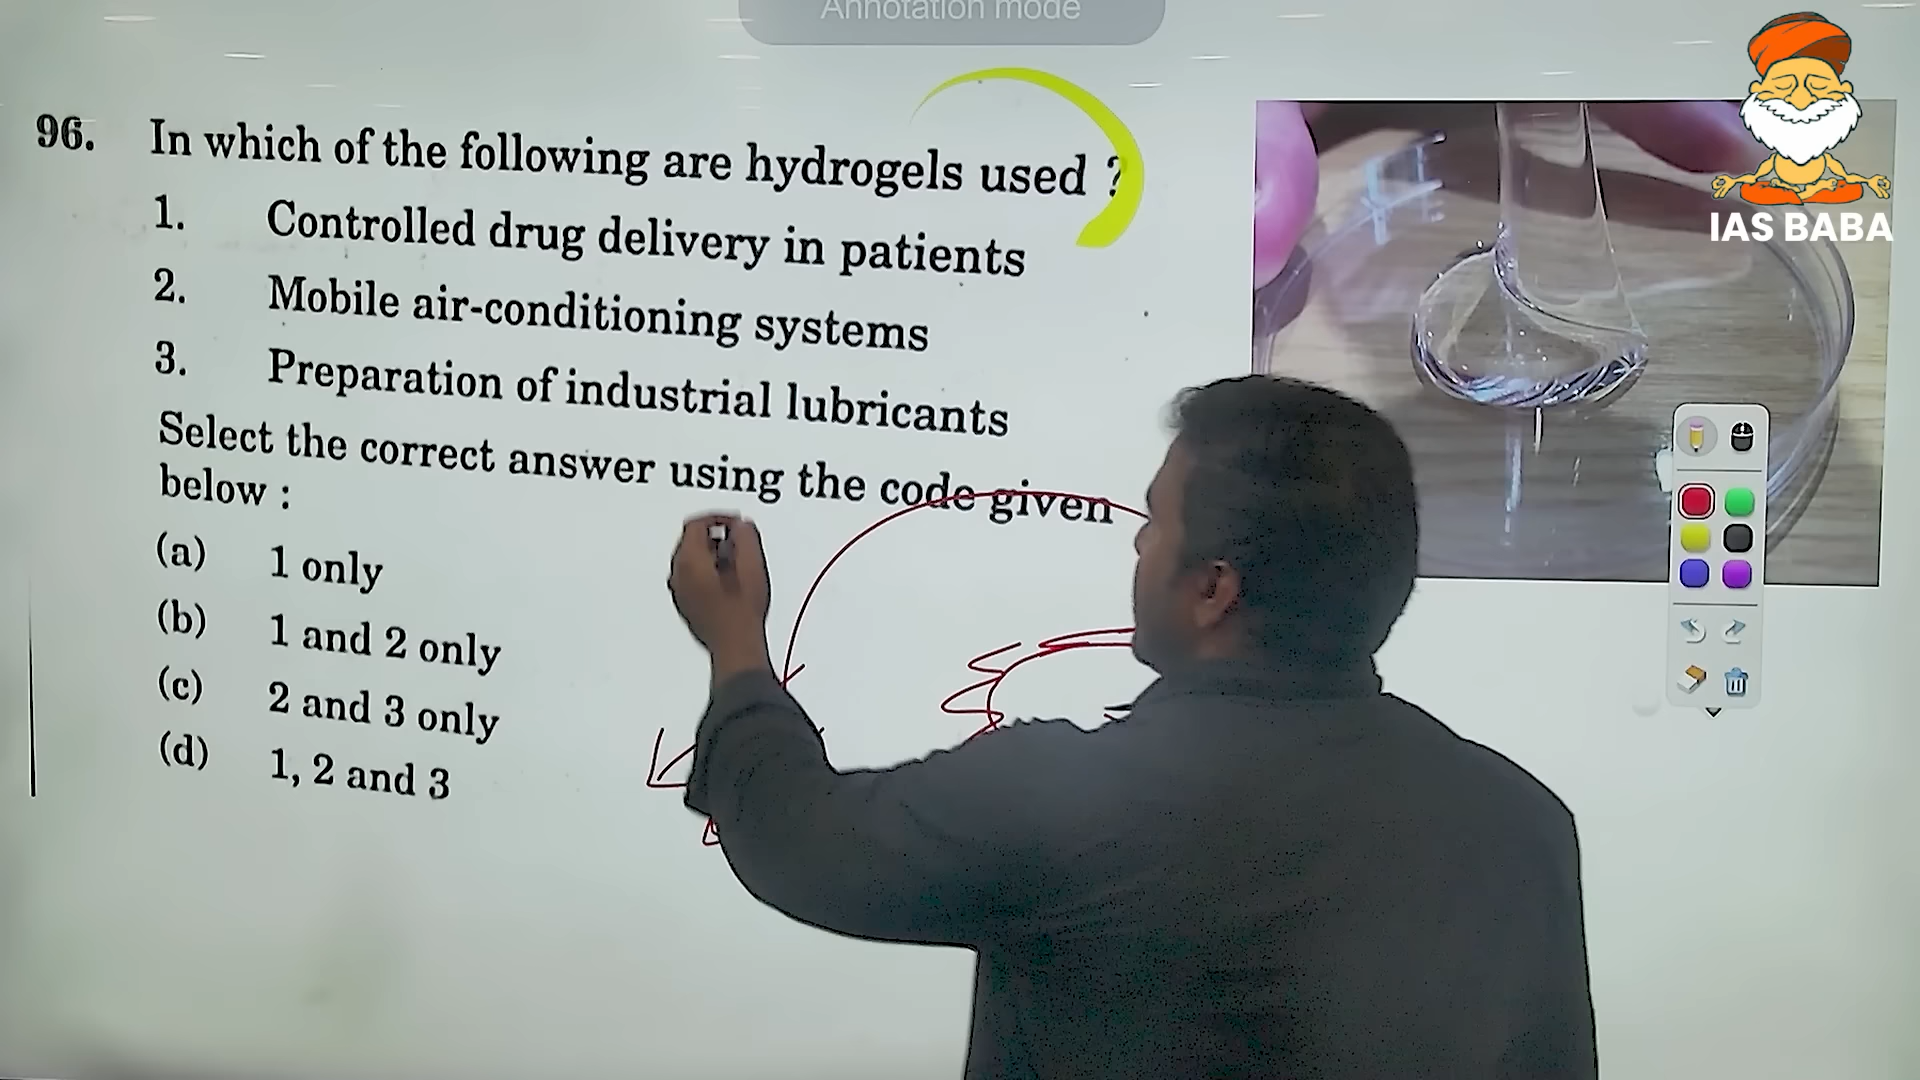 Annotation mode
IAS BABA
96. In which of the following are hydrogels used ?
1. Controlled drug delivery in patients
2. Mobile air-conditioning systems
3. Preparation of industrial lubricants
Select the correct answer using the code given
below :
(a) 1 only
(b) 1 and 2 only
(c) 2 and 3 only
(d) 1, 2 and 3